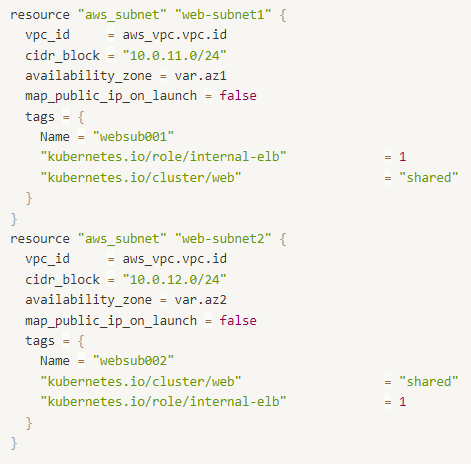 resource "aws_subnet" "web-subnet1" {
  vpc_id     = aws_vpc.vpc.id
  cidr_block = "10.0.11.0/24"
  availability_zone = var.az1
  map_public_ip_on_launch = false
  tags = {
    Name = "websub001"
    "kubernetes.io/role/internal-elb"             = 1
    "kubernetes.io/cluster/web"                   = "shared"
  }
}
resource "aws_subnet" "web-subnet2" {
  vpc_id     = aws_vpc.vpc.id
  cidr_block = "10.0.12.0/24"
  availability_zone = var.az2
  map_public_ip_on_launch = false
  tags = {
    Name = "websub002"
    "kubernetes.io/cluster/web"                   = "shared"
    "kubernetes.io/role/internal-elb"             = 1
  }
}